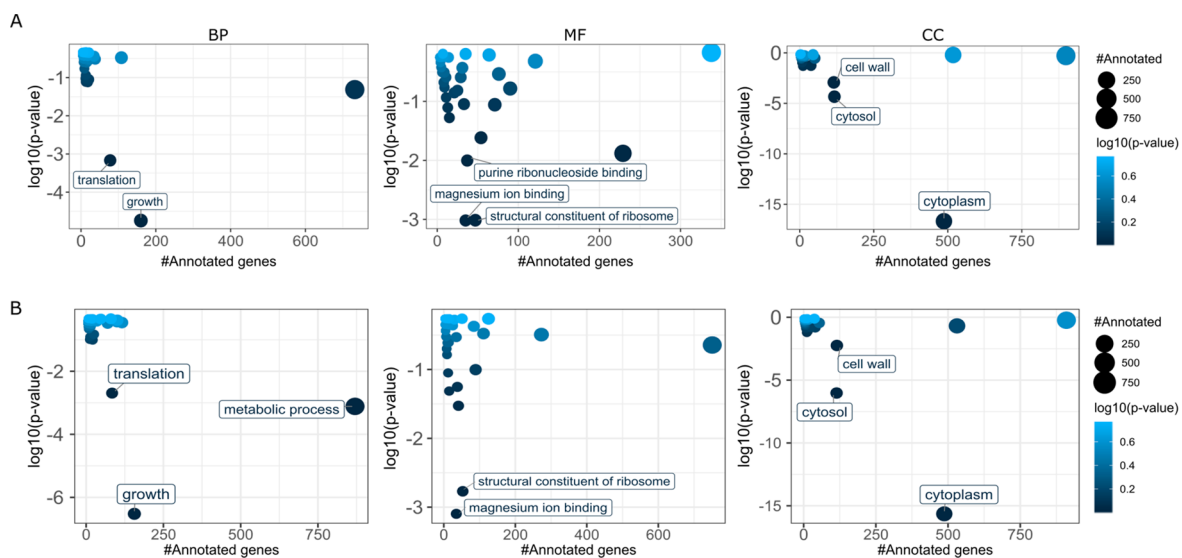 A
BP
MF
CC
log10(p-value)
-1
-2
-3
-4
translation
growth
0
200
400
600
#Annotated genes
log10(p-value)
-1
-2
-3
purine ribonucleoside binding
magnesium ion binding
structural constituent of ribosome
0
100
200
300
#Annotated genes
log10(p-value)
0
-5
-10
-15
cell wall
cytosol
cytoplasm
0
250
500
750
#Annotated genes
#Annotated
250
500
750
log10(p-value)
0.6
0.4
0.2
B
log10(p-value)
-2
-4
-6
translation
metabolic process
growth
0
250
500
750
#Annotated genes
log10(p-value)
-1
-2
-3
structural constituent of ribosome
magnesium ion binding
0
200
400
600
#Annotated genes
log10(p-value)
0
-5
-10
-15
cell wall
cytosol
cytoplasm
0
250
500
750
#Annotated genes
#Annotated
250
500
750
log10(p-value)
0.6
0.4
0.2